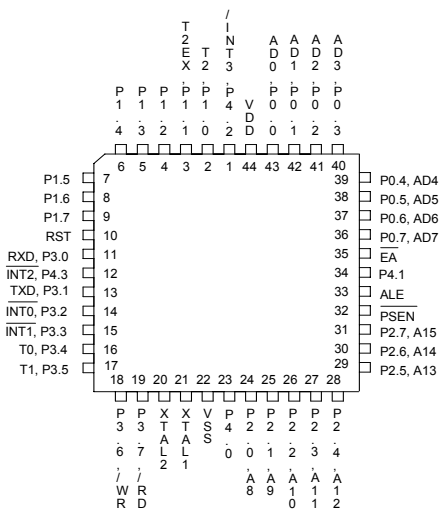 P1.4
P1.3
P1.2
T2EX, P1.1
T2, P1.0
/INT3, P4.2
VDD
AD0, P0.0
AD1, P0.1
AD2, P0.2
AD3, P0.3
6 5 4 3 2 1 44 43 42 41 40
P1.5 7
P1.6 8
P1.7 9
RST 10
RXD, P3.0 11
INT2, P4.3 12
TXD, P3.1 13
INT0, P3.2 14
INT1, P3.3 15
T0, P3.4 16
T1, P3.5 17
39 P0.4, AD4
38 P0.5, AD5
37 P0.6, AD6
36 P0.7, AD7
35 EA
34 P4.1
33 ALE
32 PSEN
31 P2.7, A15
30 P2.6, A14
29 P2.5, A13
18 19 20 21 22 23 24 25 26 27 28
P3.6, /WR
P3.7, /RD
XTAL2
XTAL1
VSS
P4.0
P2.0, A8
P2.1, A9
P2.2, A10
P2.3, A11
P2.4, A12